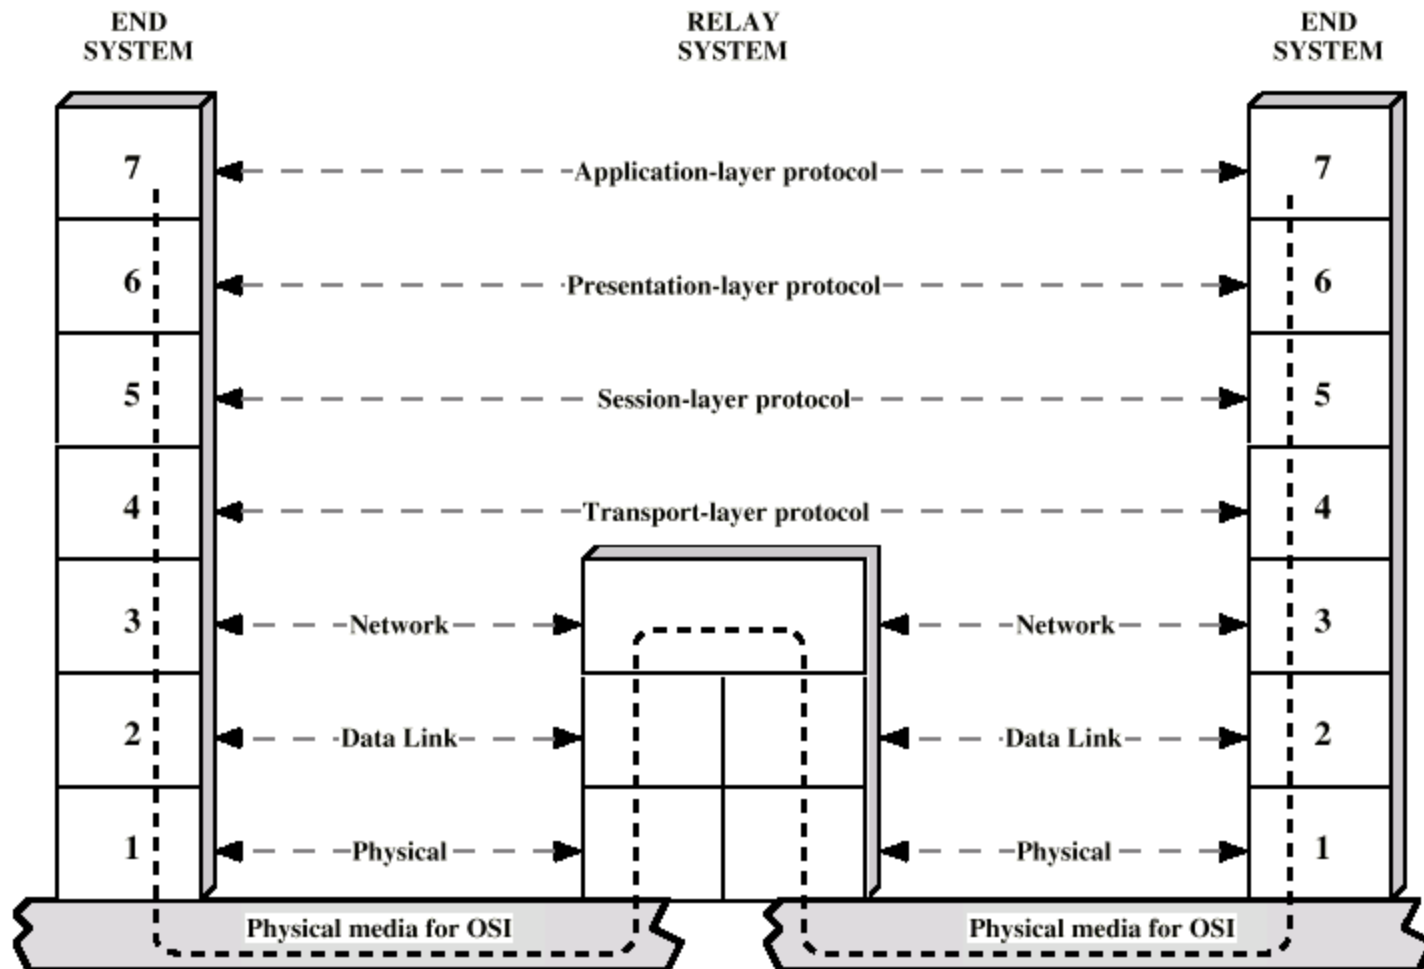 END
SYSTEM
RELAY
SYSTEM
END
SYSTEM
7
Application-layer protocol
7
6
Presentation-layer protocol
6
5
Session-layer protocol
5
4
Transport-layer protocol
4
3
Network
Network
3
2
Data Link
Data Link
2
1
Physical
Physical
1
Physical media for OSI
Physical media for OSI